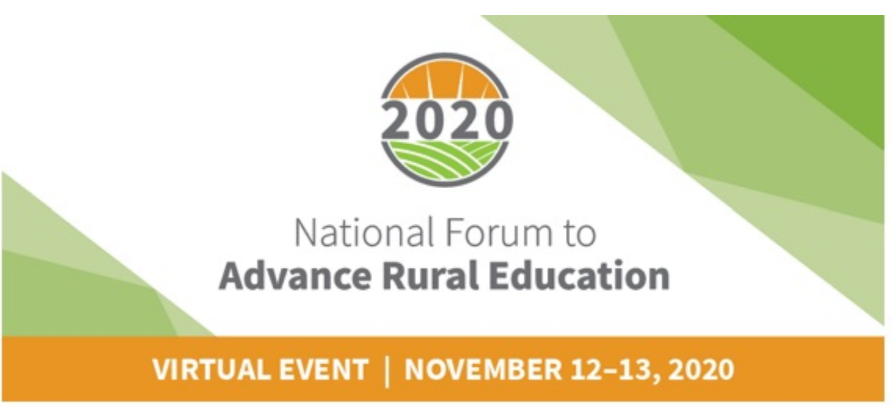 2020
National Forum to
Advance Rural Education
VIRTUAL EVENT | NOVEMBER 12–13, 2020